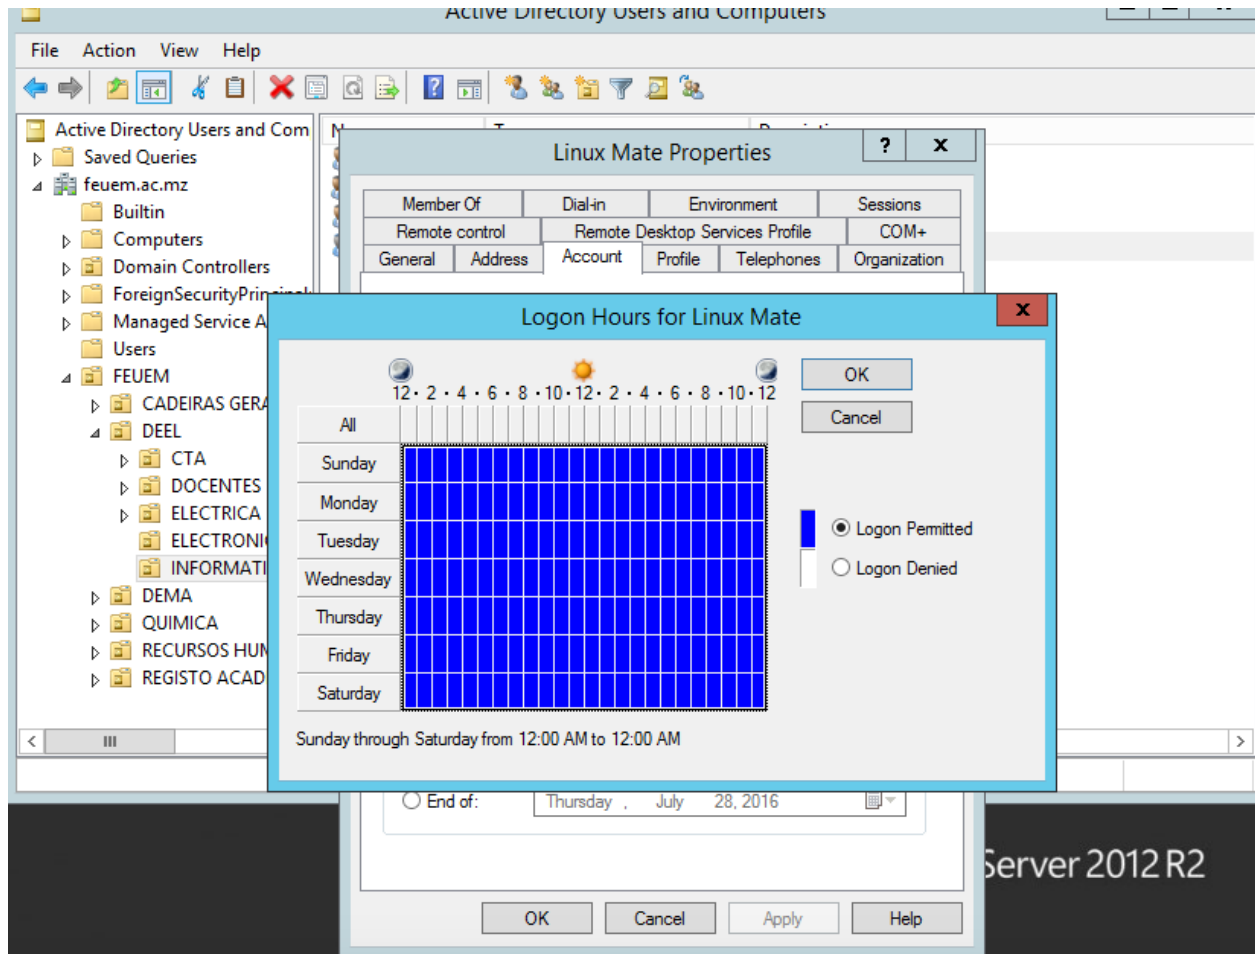 Active Directory Users and Computers
File Action View Help
Active Directory Users and Com
Saved Queries
feuem.ac.mz
Builtin
Computers
Domain Controllers
ForeignSecurityPrincipals
Managed Service A
Users
FEUEM
CADEIRAS GERA
DEEL
CTA
DOCENTES
ELECTRICA
ELECTRONI
INFORMATI
DEMA
QUIMICA
RECURSOS HUM
REGISTO ACAD
Linux Mate Properties
? x
Member Of Dial-in Environment Sessions
Remote control Remote Desktop Services Profile COM+
General Address Account Profile Telephones Organization
Logon Hours for Linux Mate
x
12 · 2 · 4 · 6 · 8 · 10 · 12 · 2 · 4 · 6 · 8 · 10 · 12
All
Sunday
Monday
Tuesday
Wednesday
Thursday
Friday
Saturday
OK
Cancel
Logon Permitted
Logon Denied
Sunday through Saturday from 12:00 AM to 12:00 AM
End of: Thursday , July 28, 2016
OK Cancel Apply Help
Server 2012 R2